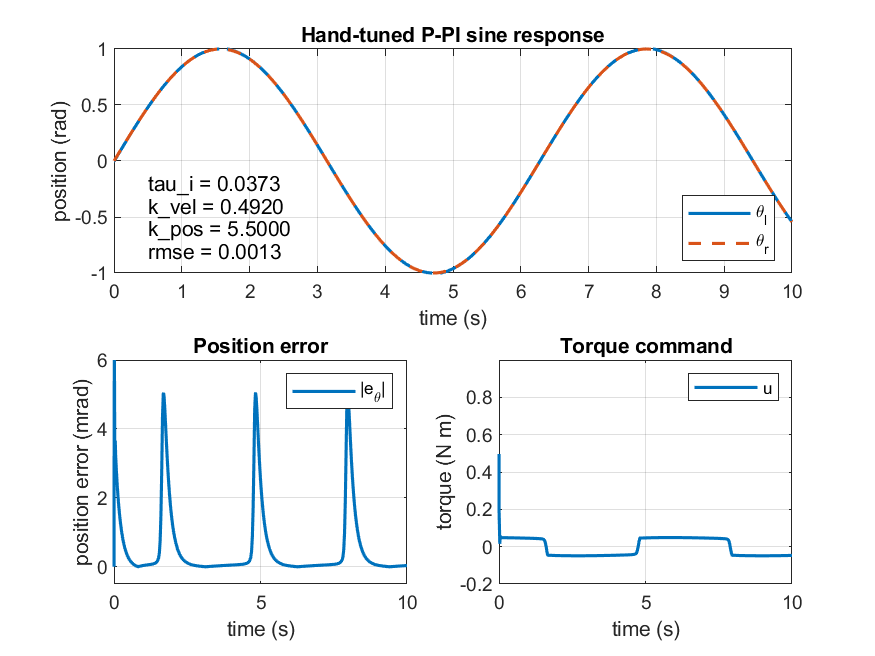 Hand-tuned P-PI sine response
position (rad)
1
0.5
0
-0.5
-1
tau_i = 0.0373
k_vel = 0.4920
k_pos = 5.5000
rmse = 0.0013
θl
θr
0 1 2 3 4 5 6 7 8 9 10
time (s)
Position error
position error (mrad)
6
4
2
0
|eθ|
0 5 10
time (s)
Torque command
torque (N m)
0.8
0.6
0.4
0.2
0
-0.2
u
0 5 10
time (s)